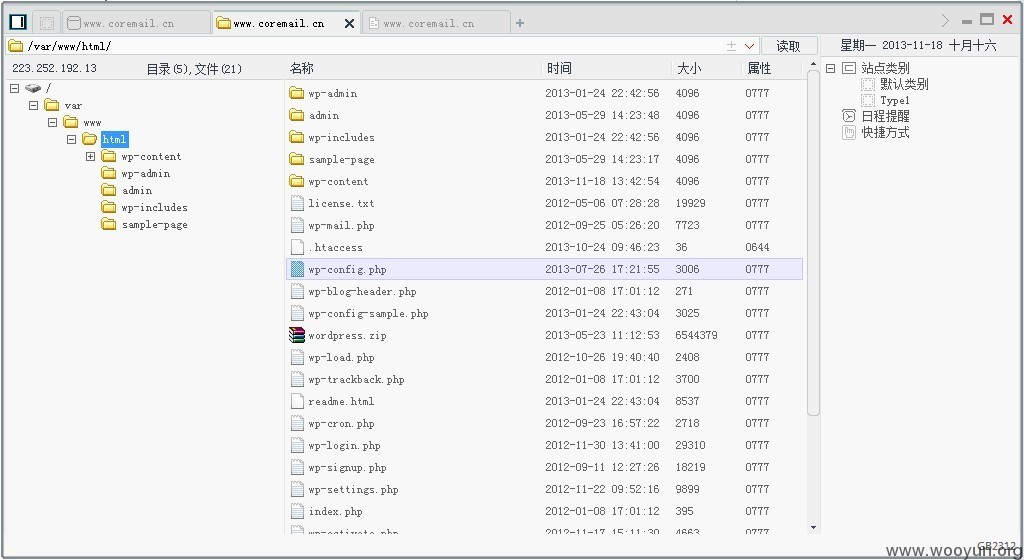 www.coremail.cn
www.coremail.cn
www.coremail.cn
/var/www/html/
读取
星期一 2013-11-18 十月十六
223.252.192.13 目录(5),文件(21)
名称 时间 大小 属性
/
var
www
html
wp-content
wp-admin
admin
wp-includes
sample-page
wp-admin 2013-01-24 22:42:56 4096 0777
admin 2013-05-29 14:23:48 4096 0777
wp-includes 2013-01-24 22:42:56 4096 0777
sample-page 2013-05-29 14:23:17 4096 0777
wp-content 2013-11-18 13:42:54 4096 0777
license.txt 2012-05-06 07:28:28 19929 0777
wp-mail.php 2012-09-25 05:26:20 7723 0777
.htaccess 2013-10-24 09:46:23 36 0644
wp-config.php 2013-07-26 17:21:55 3006 0777
wp-blog-header.php 2012-01-08 17:01:12 271 0777
wp-config-sample.php 2013-01-24 22:43:04 3025 0777
wordpress.zip 2013-05-23 11:12:53 6544379 0777
wp-load.php 2012-10-26 19:40:40 2408 0777
wp-trackback.php 2012-01-08 17:01:12 3700 0777
readme.html 2013-01-24 22:43:04 8537 0777
wp-cron.php 2012-09-23 16:57:22 2718 0777
wp-login.php 2012-11-30 13:41:00 29310 0777
wp-signup.php 2012-09-11 12:27:26 18219 0777
wp-settings.php 2012-11-22 09:52:16 9899 0777
index.php 2012-01-08 17:01:12 395 0777
wp-activate.php 2012-11-17 15:11:30 4663 0777
站点类别
默认类别
Type1
日程提醒
快捷方式
GB2312
www.wooyun.org